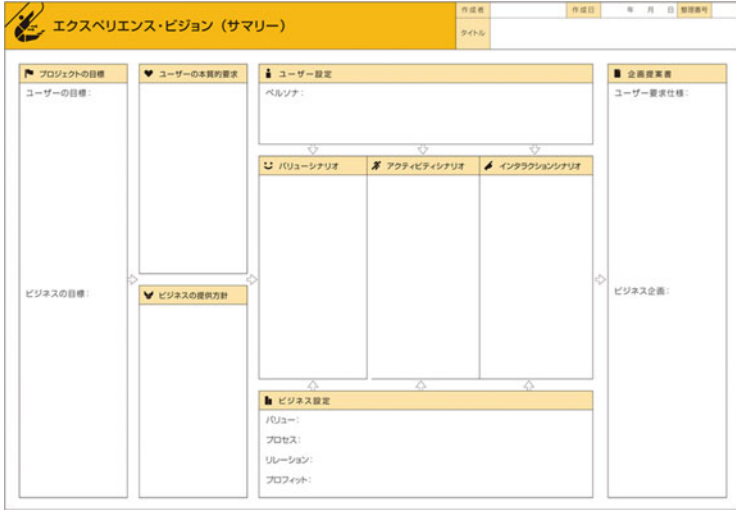 エクスペリエンス・ビジョン（サマリー）
作成者
作成日
年 月 日
整理番号
タイトル
プロジェクトの目標
ユーザーの目標：
ビジネスの目標：
ユーザーの本質的要求
ビジネスの提供方針
ユーザー設定
ペルソナ：
バリューシナリオ
アクティビティシナリオ
インタラクションシナリオ
ビジネス設定
バリュー：
プロセス：
リレーション：
プロフィット：
企画提案書
ユーザー要求仕様：
ビジネス企画：